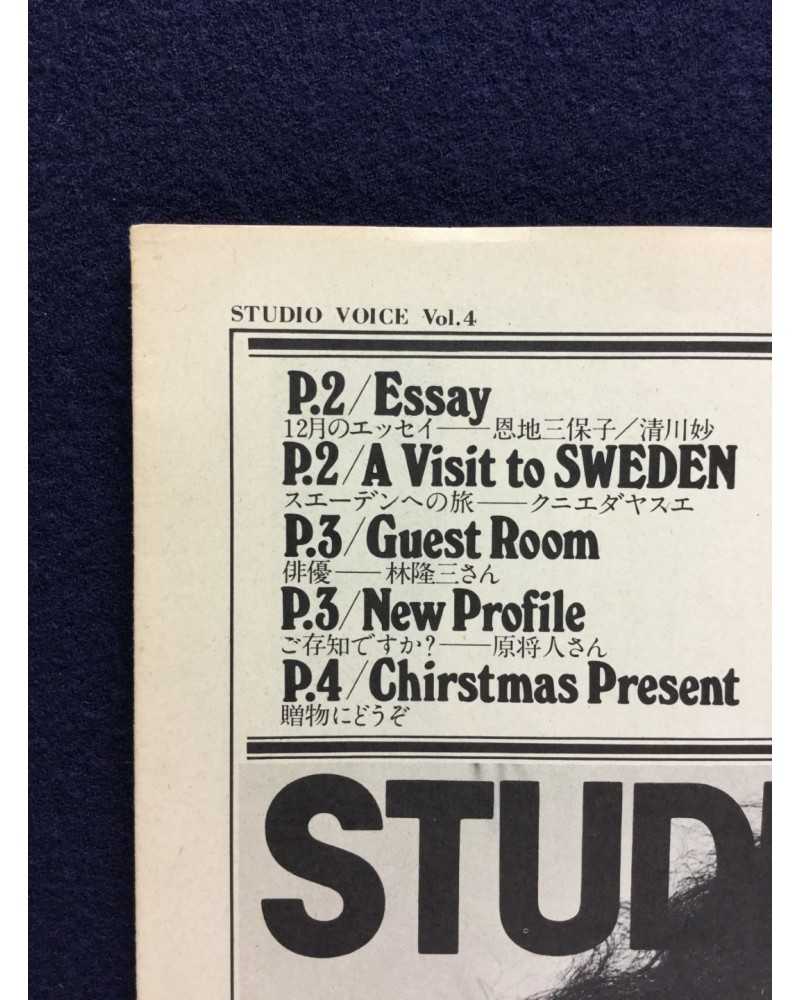 STUDIO VOICE Vol.4
P.2/Essay
12月のエッセイ──恩地三保子／清川妙
P.2/A Visit to SWEDEN
スエーデンへの旅──クニエダヤスエ
P.3/Guest Room
俳優──林隆三さん
P.3/New Profile
ご存知ですか?──原将人さん
P.4/Chirstmas Present
贈物にどうぞ
STUD